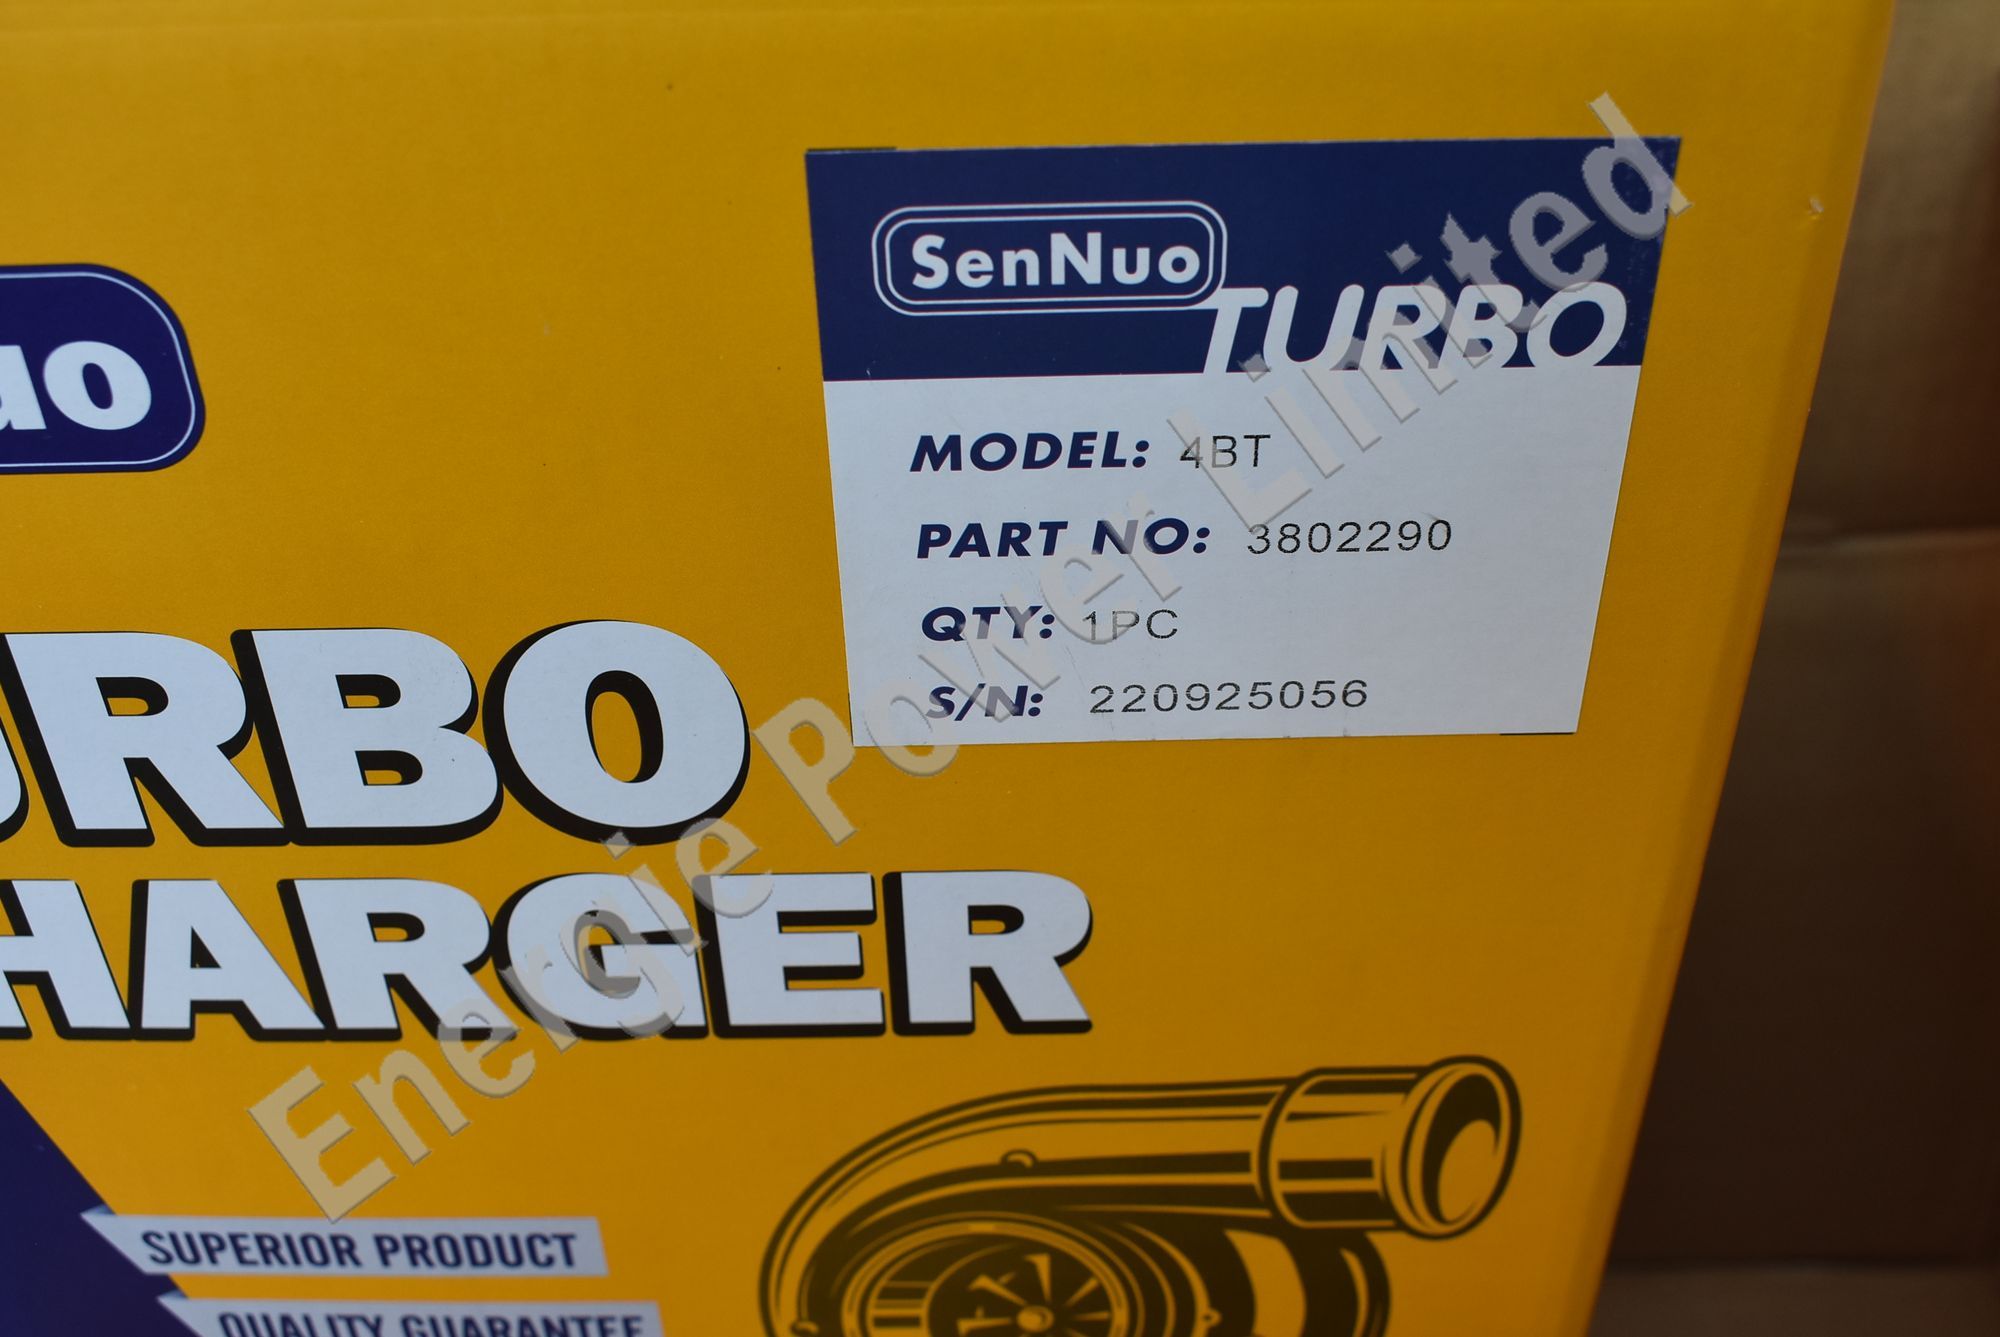 SenNuo
TURBO
MODEL: 4BT
PART NO: 3802290
QTY: 1PC
S/N: 220925056
uo
URBO
HARGER
SUPERIOR PRODUCT
QUALITY GUARANTEE
Energie Power Limited